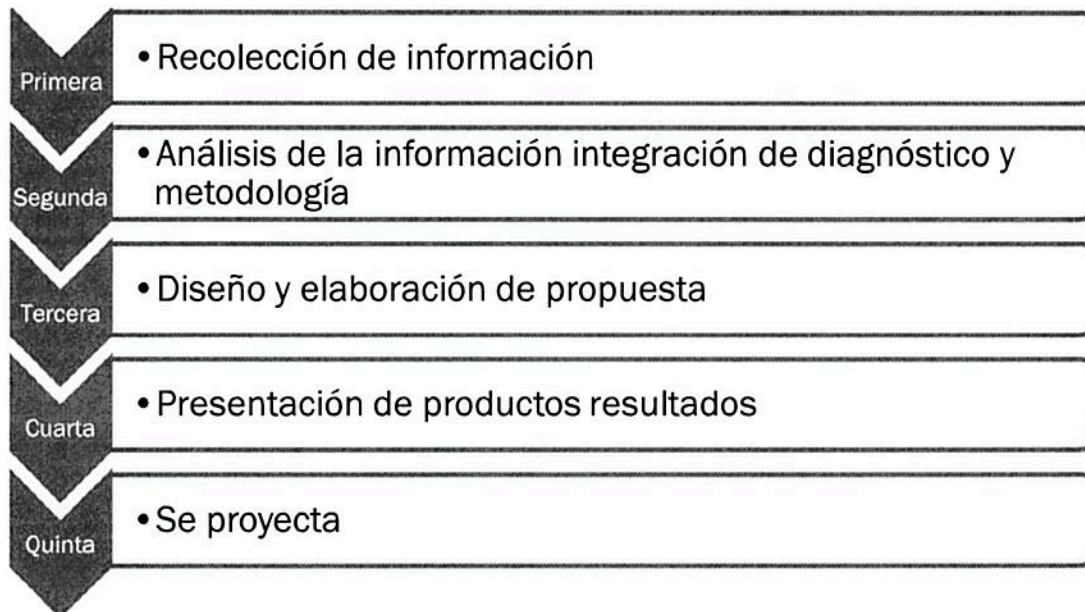 Primera
• Recolección de información
Segunda
• Análisis de la información integración de diagnóstico y
metodología
Tercera
• Diseño y elaboración de propuesta
Cuarta
• Presentación de productos resultados
Quinta
• Se proyecta